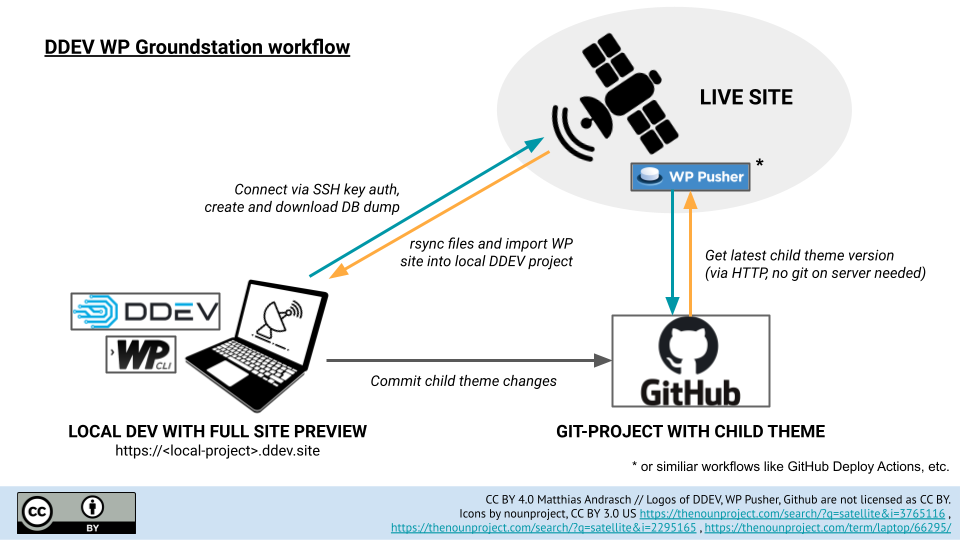 DDEV WP Groundstation workflow
LIVE SITE
WP Pusher
*
Connect via SSH key auth,
create and download DB dump
rsync files and import WP
site into local DDEV project
Get latest child theme version
(via HTTP, no git on server needed)
DDEV
WP
CLI
GitHub
Commit child theme changes
LOCAL DEV WITH FULL SITE PREVIEW
https://<local-project>.ddev.site
GIT-PROJECT WITH CHILD THEME
* or similiar workflows like GitHub Deploy Actions, etc.
cc
BY
CC BY 4.0 Matthias Andrasch // Logos of DDEV, WP Pusher, Github are not licensed as CC BY.
Icons by nounproject, CC BY 3.0 US https://thenounproject.com/search/?q=satellite&i=3765116 ,
https://thenounproject.com/search/?q=satellite&i=2295165 , https://thenounproject.com/term/laptop/66295/